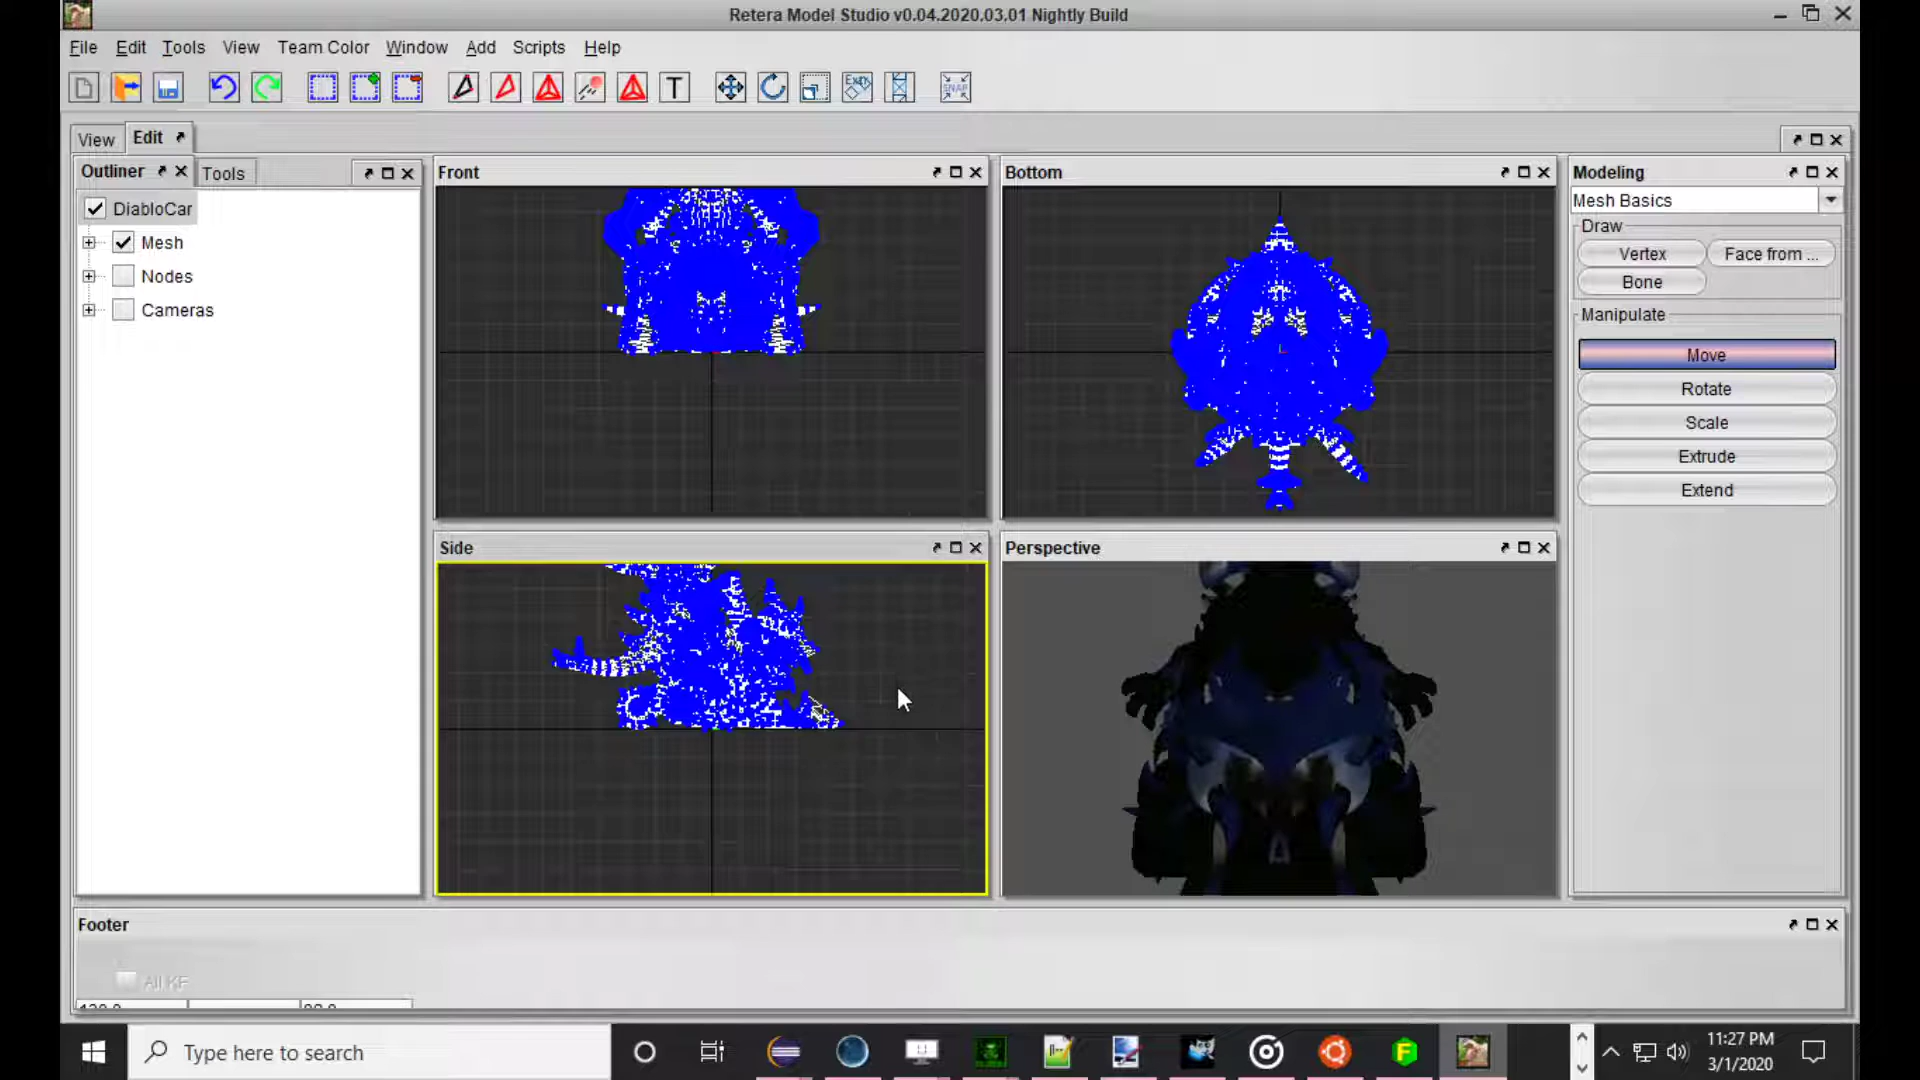 Retera Model Studio v0.04.2020.03.01 Nightly Build
File Edit Tools View Team Color Window Add Scripts Help
T SNAP
View Edit
Outliner Tools
DiabloCar
Mesh
Nodes
Cameras
Front
Bottom
Side
Perspective
Modeling
Mesh Basics
Draw
Vertex Face from ...
Bone
Manipulate
Move
Rotate
Scale
Extrude
Extend
Footer
All KF
Type here to search
F
11:27 PM
3/1/2020